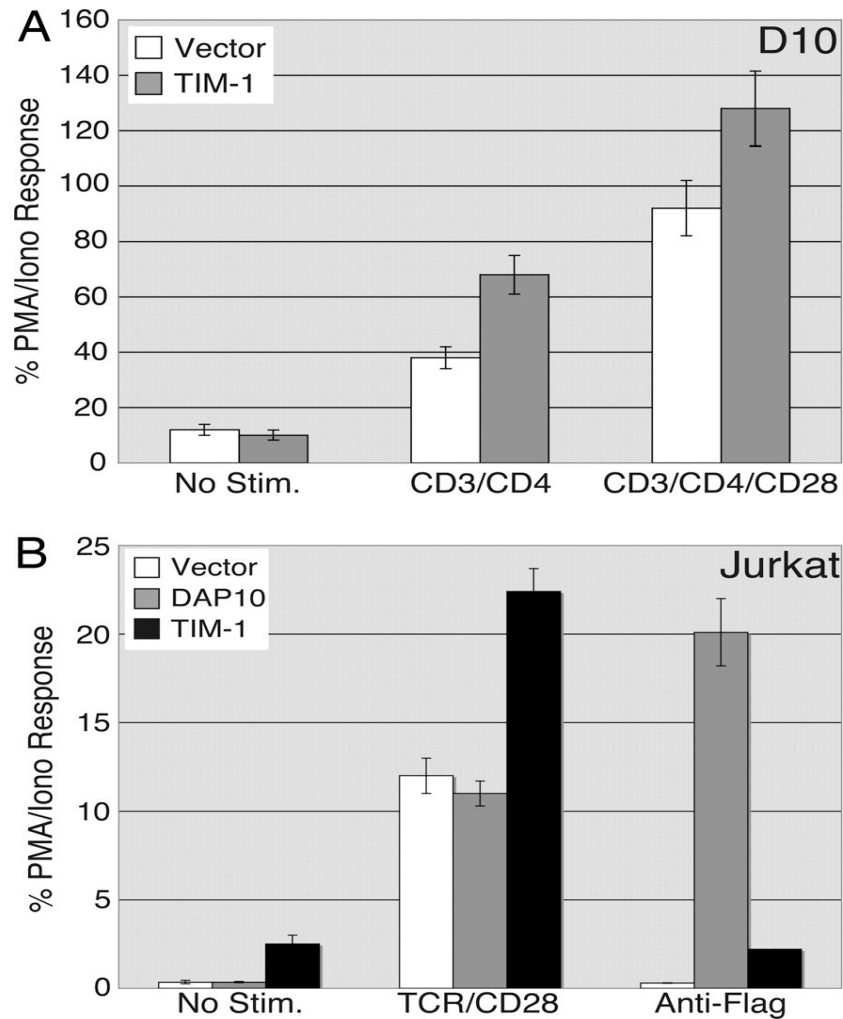 A
D10
Vector
TIM-1
% PMA/Iono Response
160
140
120
100
80
60
40
20
0
No Stim.
CD3/CD4
CD3/CD4/CD28
B
Jurkat
Vector
DAP10
TIM-1
% PMA/Iono Response
25
20
15
10
5
0
No Stim.
TCR/CD28
Anti-Flag